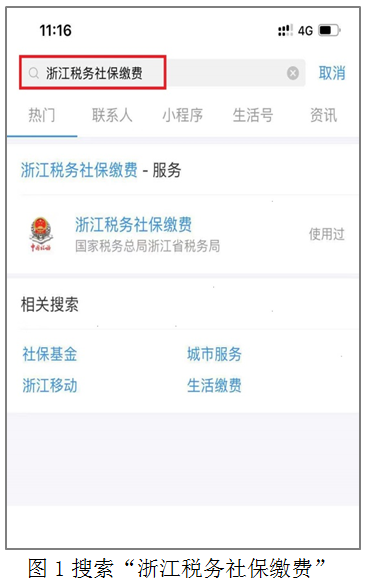 11:16
4G
浙江税务社保缴费
取消
热门 联系人 小程序 生活号 资讯
浙江税务社保缴费 - 服务
浙江税务社保缴费
国家税务总局浙江省税务局
使用过
中国税务
相关搜索
社保基金 城市服务
浙江移动 生活缴费
图 1 搜索“浙江税务社保缴费”